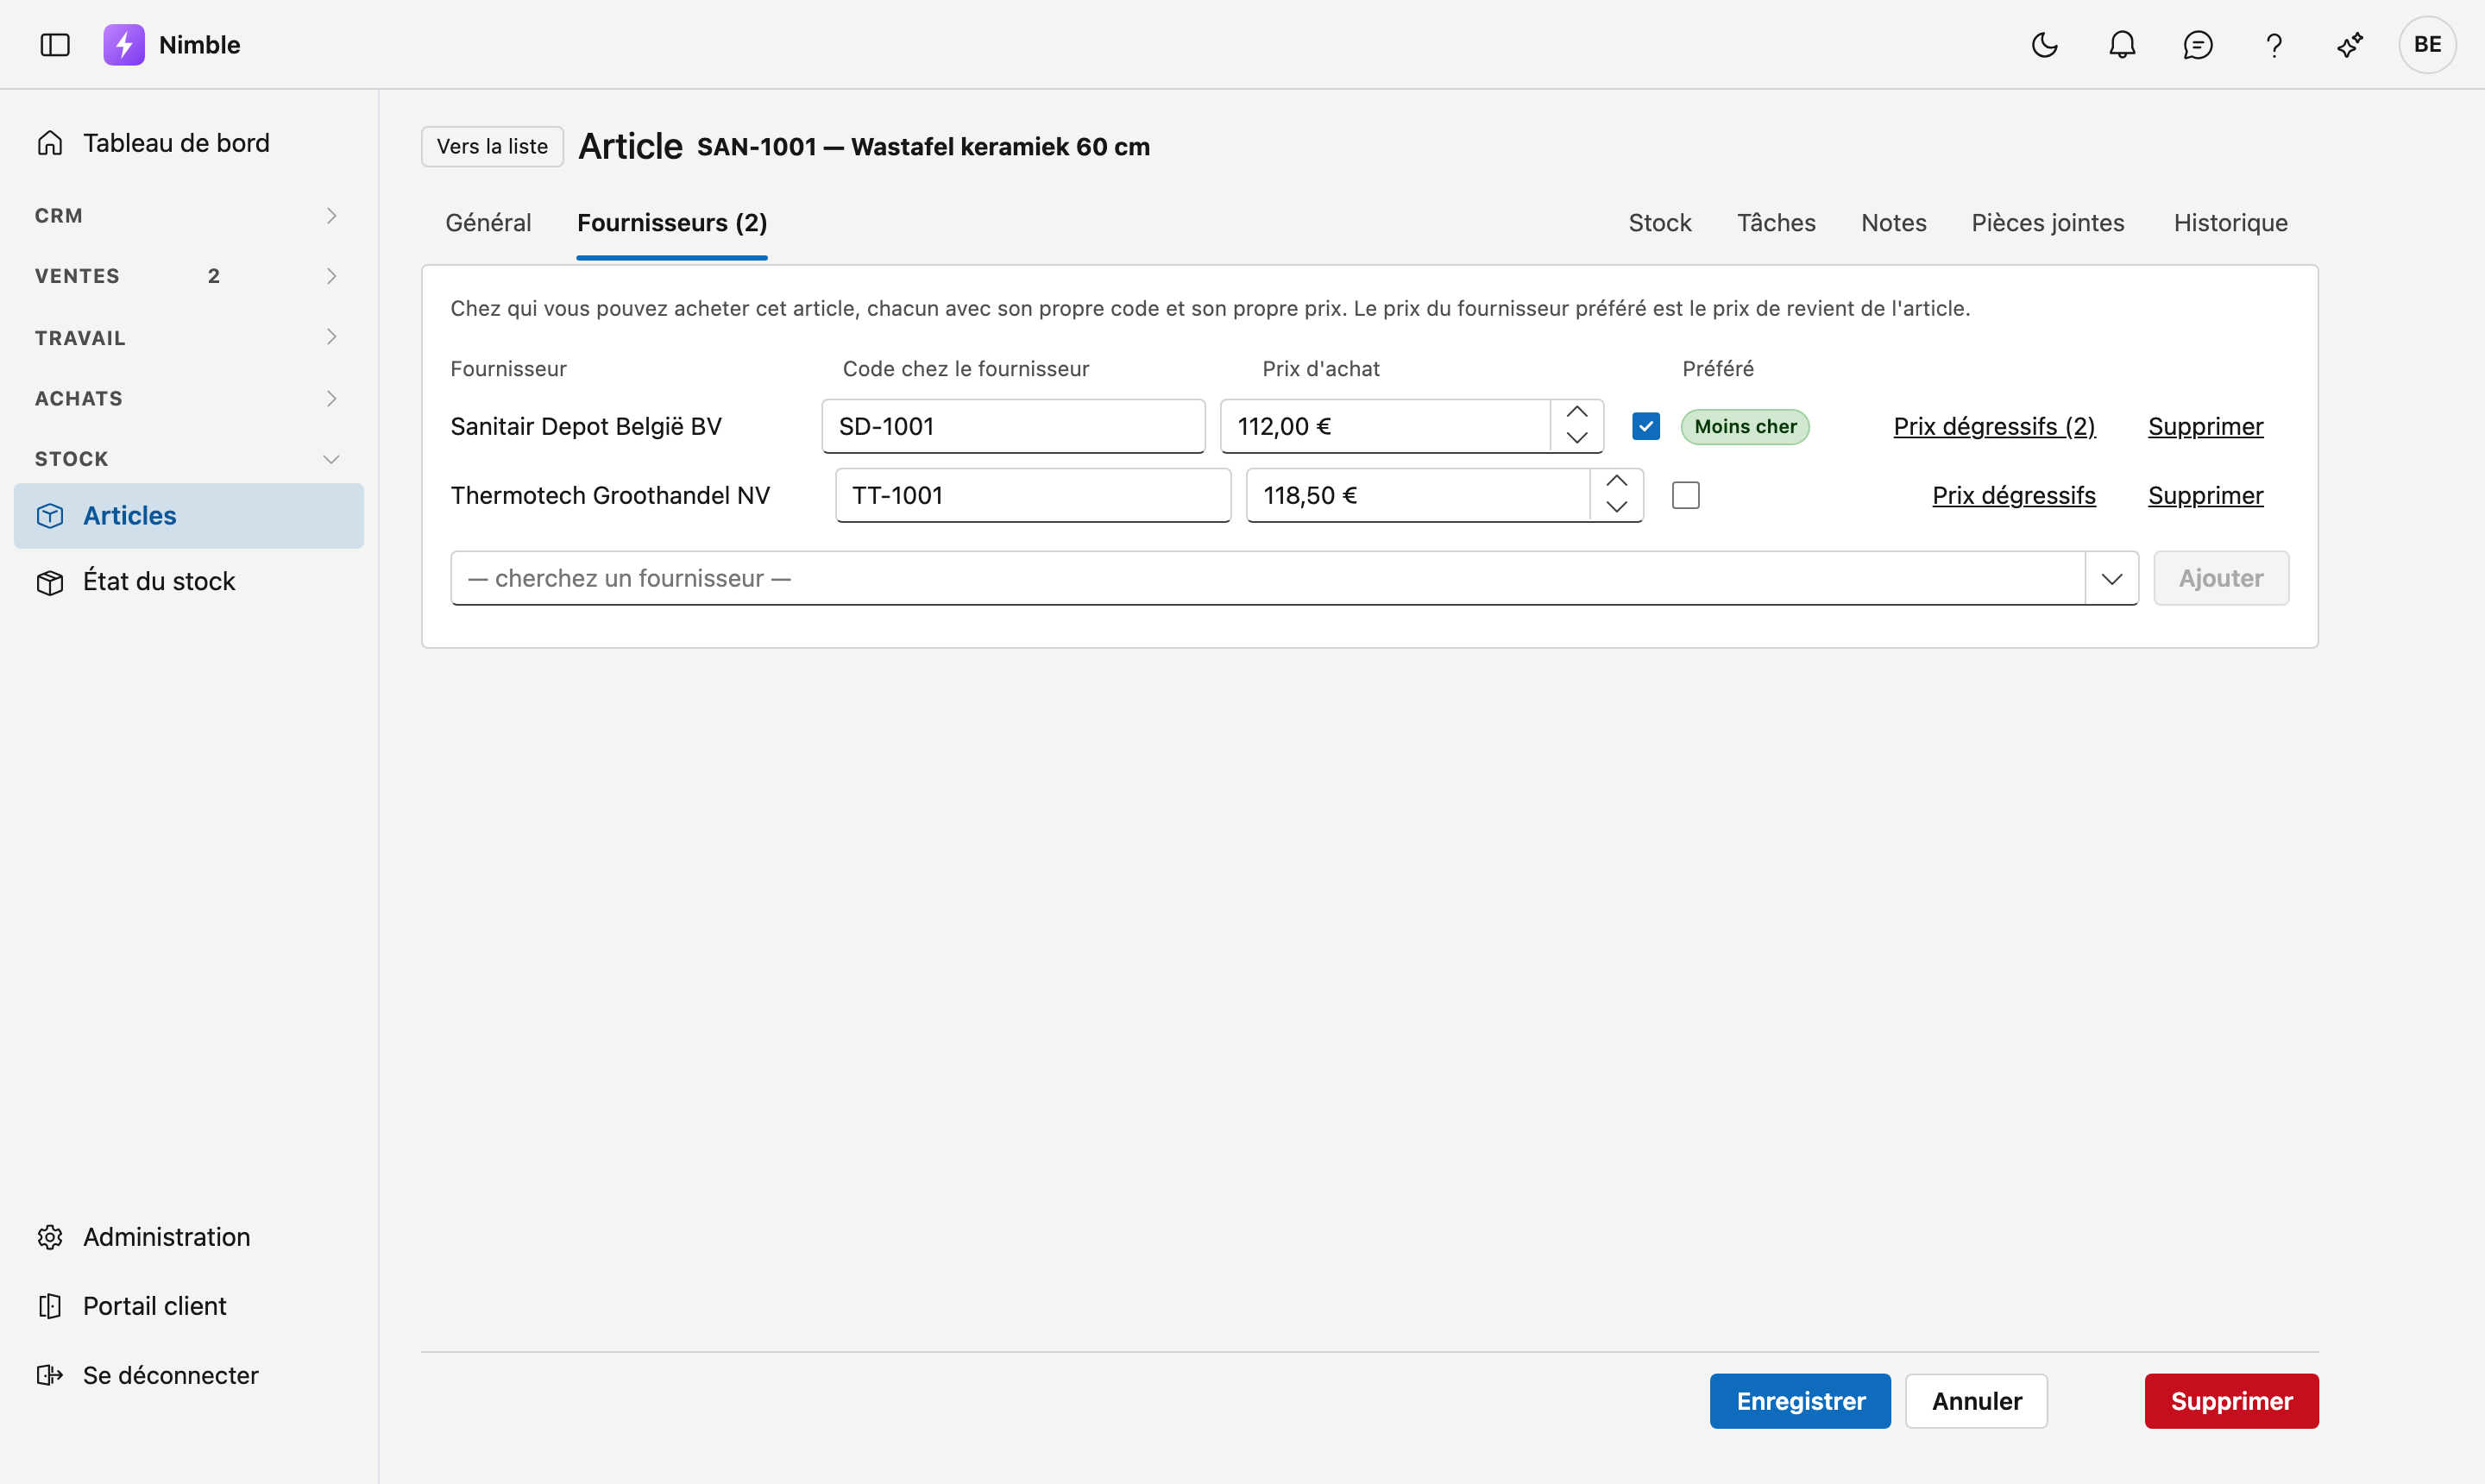 Nimble
BE
Tableau de bord
CRM
VENTES 2
TRAVAIL
ACHATS
STOCK
Articles
État du stock
Administration
Portail client
Se déconnecter
Vers la liste Article SAN-1001 — Wastafel keramiek 60 cm
Général Fournisseurs (2) Stock Tâches Notes Pièces jointes Historique
Chez qui vous pouvez acheter cet article, chacun avec son propre code et son propre prix. Le prix du fournisseur préféré est le prix de revient de l'article.
Fournisseur Code chez le fournisseur Prix d'achat Préféré
Sanitair Depot België BV SD-1001 112,00 € Moins cher Prix dégressifs (2) Supprimer
Thermotech Groothandel NV TT-1001 118,50 € Prix dégressifs Supprimer
— cherchez un fournisseur — Ajouter
Enregistrer Annuler Supprimer